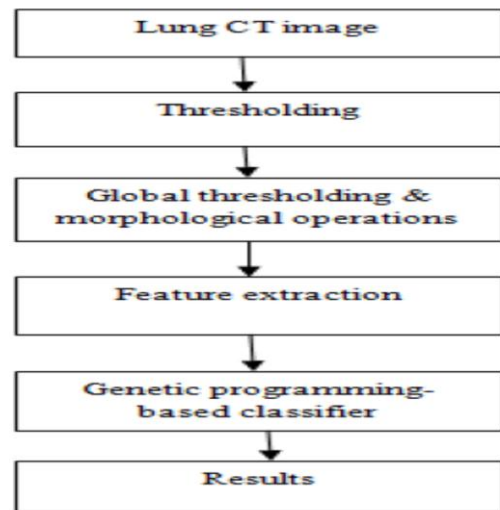 Lung CT image
Thresholding
Global thresholding &
morphological operations
Feature extraction
Genetic programming-
based classifier
Results